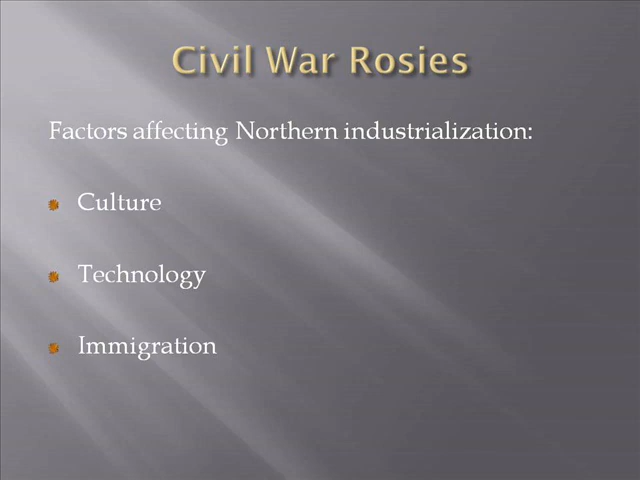 Civil War Rosies
Factors affecting Northern industrialization:
Culture
Technology
Immigration